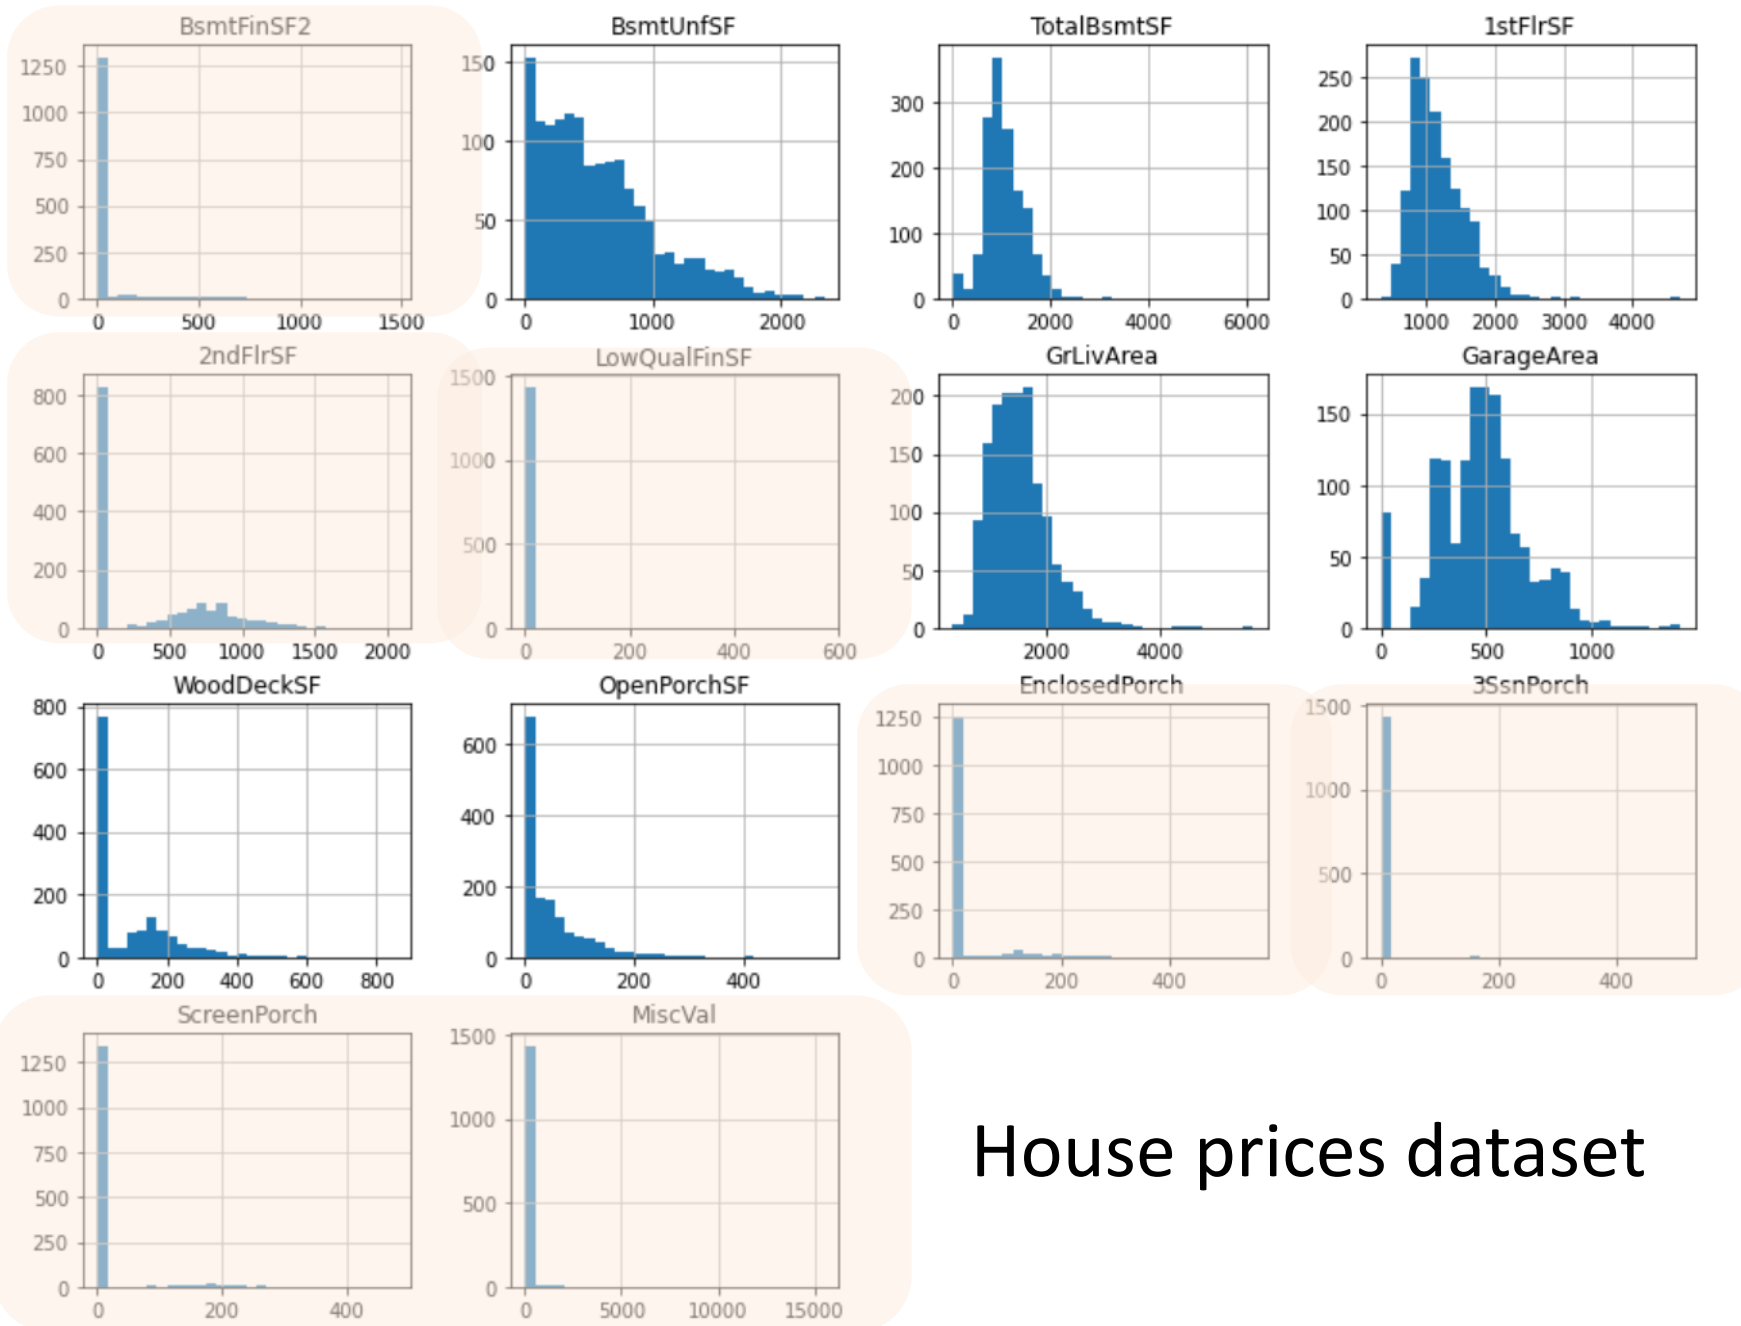 BsmtFinSF2
1250
1000
750
500
250
0
0 500 1000 1500
BsmtUnfSF
150
100
50
0
0 1000 2000
TotalBsmtSF
300
200
100
0
0 2000 4000 6000
1stFlrSF
250
200
150
100
50
0
1000 2000 3000 4000
2ndFlrSF
800
600
400
200
0
0 500 1000 1500 2000
LowQualFinSF
1500
1000
500
0
0 200 400 600
GrLivArea
200
150
100
50
0
2000 4000
GarageArea
150
100
50
0
0 500 1000
WoodDeckSF
800
600
400
200
0
0 200 400 600 800
OpenPorchSF
600
400
200
0
0 200 400
EnclosedPorch
1250
1000
750
500
250
0
0 200 400
3SsnPorch
1500
1000
500
0
0 200 400
ScreenPorch
1250
1000
750
500
250
0
0 200 400
MiscVal
1500
1000
500
0
0 5000 10000 15000
House prices dataset